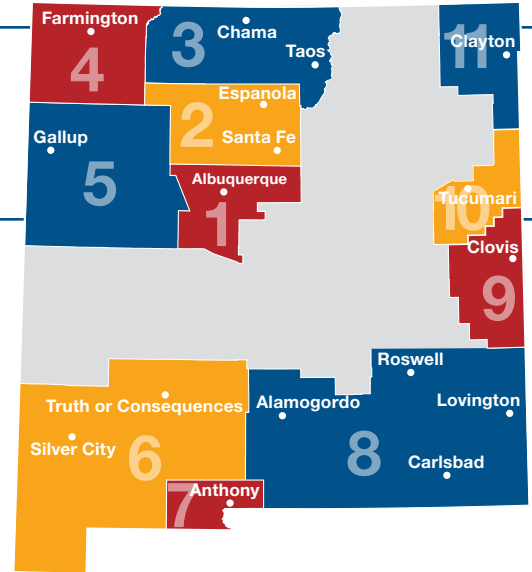 Farmington
4
3
Chama
Taos
11
Clayton
Espanola
2
Santa Fe
Gallup
5
Albuquerque
1
10
Tucumari
Clovis
9
Roswell
Truth or Consequences
Alamogordo
Lovington
Silver City
6
8
Carlsbad
7
Anthony